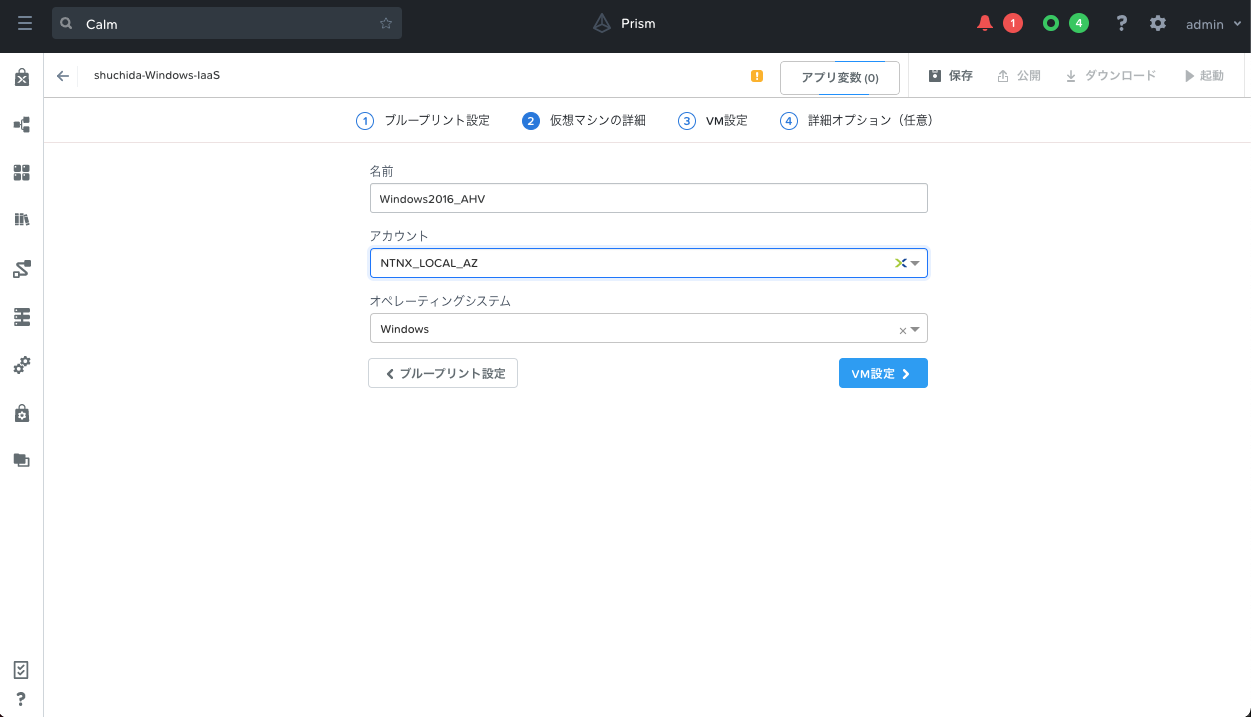 Calm
Prism
1
4
?
admin
shuchida-Windows-IaaS
!
アプリ変数 (0)
保存
公開
ダウンロード
起動
1 ブループリント設定
2 仮想マシンの詳細
3 VM設定
4 詳細オプション（任意）
名前
Windows2016_AHV
アカウント
NTNX_LOCAL_AZ
オペレーティングシステム
Windows
ブループリント設定
VM設定
?